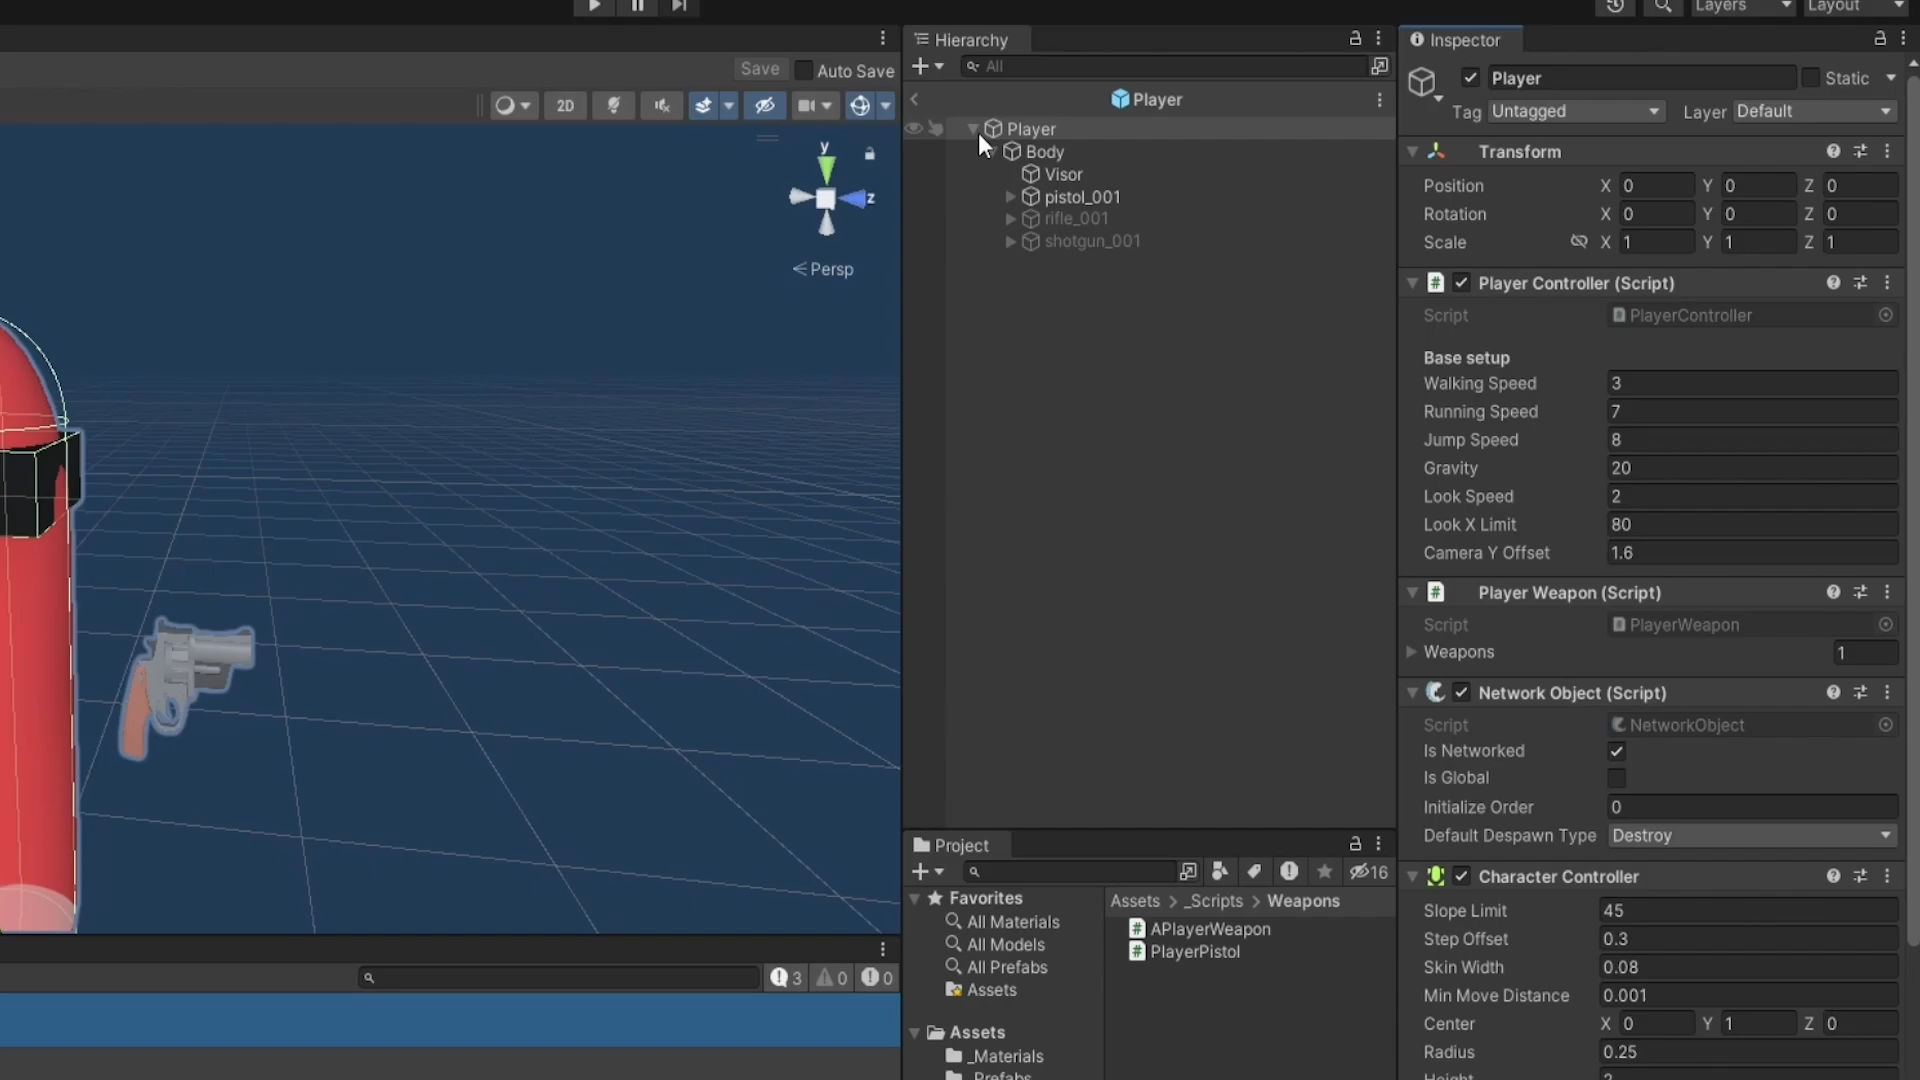 Layers
Layout
Save
Auto Save
2D
y
z
< Persp
3
0
0
Hierarchy
All
Player
Player
Body
Visor
pistol_001
rifle_001
shotgun_001
Project
16
Favorites
All Materials
All Models
All Prefabs
Assets
Assets
_Materials
_Prefabs
Assets > _Scripts > Weapons
APlayerWeapon
PlayerPistol
Inspector
Player
Static
Tag Untagged Layer Default
Transform
Position X 0 Y 0 Z 0
Rotation X 0 Y 0 Z 0
Scale X 1 Y 1 Z 1
# Player Controller (Script)
Script PlayerController
Base setup
Walking Speed 3
Running Speed 7
Jump Speed 8
Gravity 20
Look Speed 2
Look X Limit 80
Camera Y Offset 1.6
# Player Weapon (Script)
Script PlayerWeapon
Weapons 1
Network Object (Script)
Script NetworkObject
Is Networked
Is Global
Initialize Order 0
Default Despawn Type Destroy
Character Controller
Slope Limit 45
Step Offset 0.3
Skin Width 0.08
Min Move Distance 0.001
Center X 0 Y 1 Z 0
Radius 0.25
Height 2